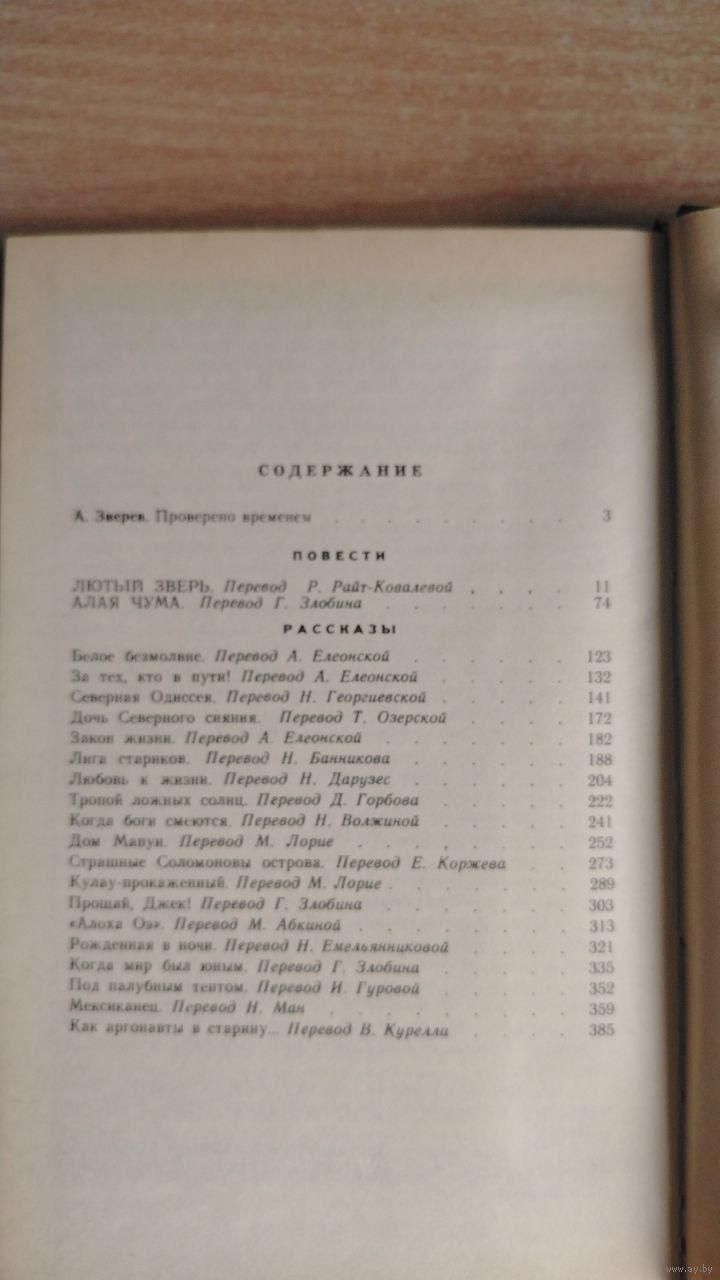 СОДЕРЖАНИЕ
А. Зверев. Проверено временем . . . . . . . . 3
ПОВЕСТИ
ЛЮТЫЙ ЗВЕРЬ. Перевод Р. Райт-Ковалевой . . . . 11
АЛАЯ ЧУМА. Перевод Г. Злобина . . . . . . . 74
РАССКАЗЫ
Белое безмолвие. Перевод А. Елеонской . . . . . . 123
За тех, кто в пути! Перевод А. Елеонской . . . . . 132
Северная Одиссея. Перевод Н. Георгиевской . . . . . 141
Дочь Северного сияния. Перевод Т. Озерской . . . . 172
Закон жизни. Перевод А. Елеонской . . . . . . . 182
Лига стариков. Перевод Н. Банникова . . . . . . 188
Любовь к жизни. Перевод Н. Дарузес . . . . . . 204
Тропой ложных солнц. Перевод Д. Горбова . . . . . 222
Когда боги смеются. Перевод Н. Волжиной . . . . . 241
Дом Мапуи. Перевод М. Лорие . . . . . . . 252
Страшные Соломоновы острова. Перевод Е. Коржева . . 273
Кулау-прокаженный. Перевод М. Лорие . . . . . . 289
Прощай, Джек! Перевод Г. Злобина . . . . . . . 303
«Алоха Оэ». Перевод М. Абкиной . . . . . . . 313
Рожденная в ночи. Перевод Н. Емельянниковой . . . . 321
Когда мир был юным. Перевод Г. Злобина . . . . . 335
Под палубным тентом. Перевод И. Гуровой . . . . . 352
Мексиканец. Перевод Н. Ман . . . . . . . . 359
Как аргонавты в старину... Перевод В. Курелла . . . . 385
www.ay.by